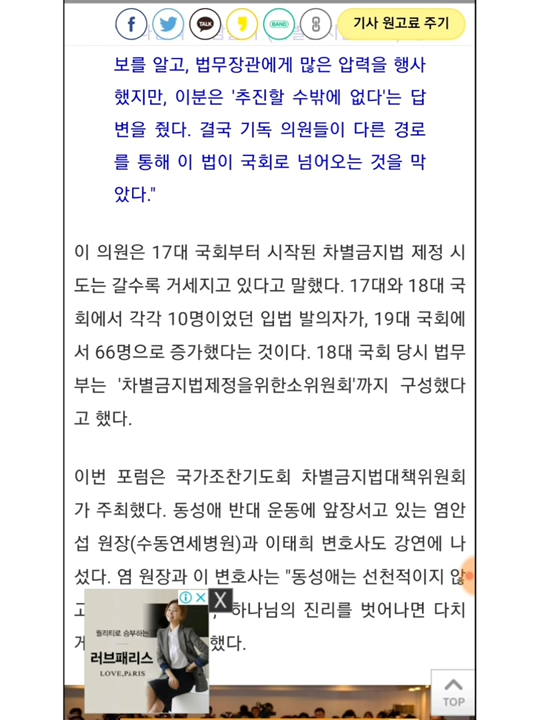 TALK
BAND
기사 원고료 주기
보를 알고, 법무장관에게 많은 압력을 행사
했지만, 이분은 '추진할 수밖에 없다'는 답
변을 줬다. 결국 기독 의원들이 다른 경로
를 통해 이 법이 국회로 넘어오는 것을 막
았다."
이 의원은 17대 국회부터 시작된 차별금지법 제정 시
도는 갈수록 거세지고 있다고 말했다. 17대와 18대 국
회에서 각각 10명이었던 입법 발의자가, 19대 국회에
서 66명으로 증가했다는 것이다. 18대 국회 당시 법무
부는 '차별금지법제정을위한소위원회'까지 구성했다
고 했다.
이번 포럼은 국가조찬기도회 차별금지법대책위원회
가 주최했다. 동성애 반대 운동에 앞장서고 있는 염안
섭 원장(수동연세병원)과 이태희 변호사도 강연에 나
섰다. 염 원장과 이 변호사는 "동성애는 선천적이지 않
하나님의 진리를 벗어나면 다치
했다.
X
퀄리티로 승부하는
러브패리스
LOVE, PARIS
TOP